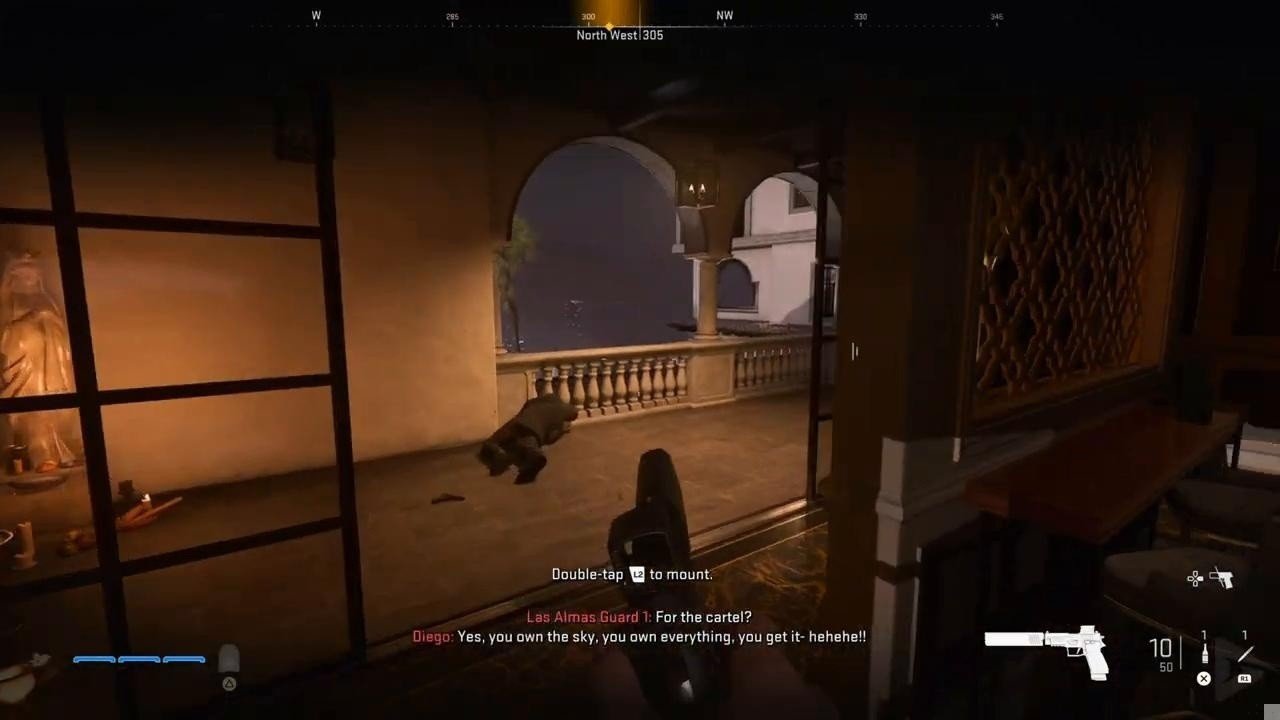 W
285
300
NW
330
345
North West 305
Double-tap L2 to mount.
Las Almas Guard 1: For the cartel?
Diego: Yes, you own the sky, you own everything, you get it- hehehe!!
10
50
1
1
R1